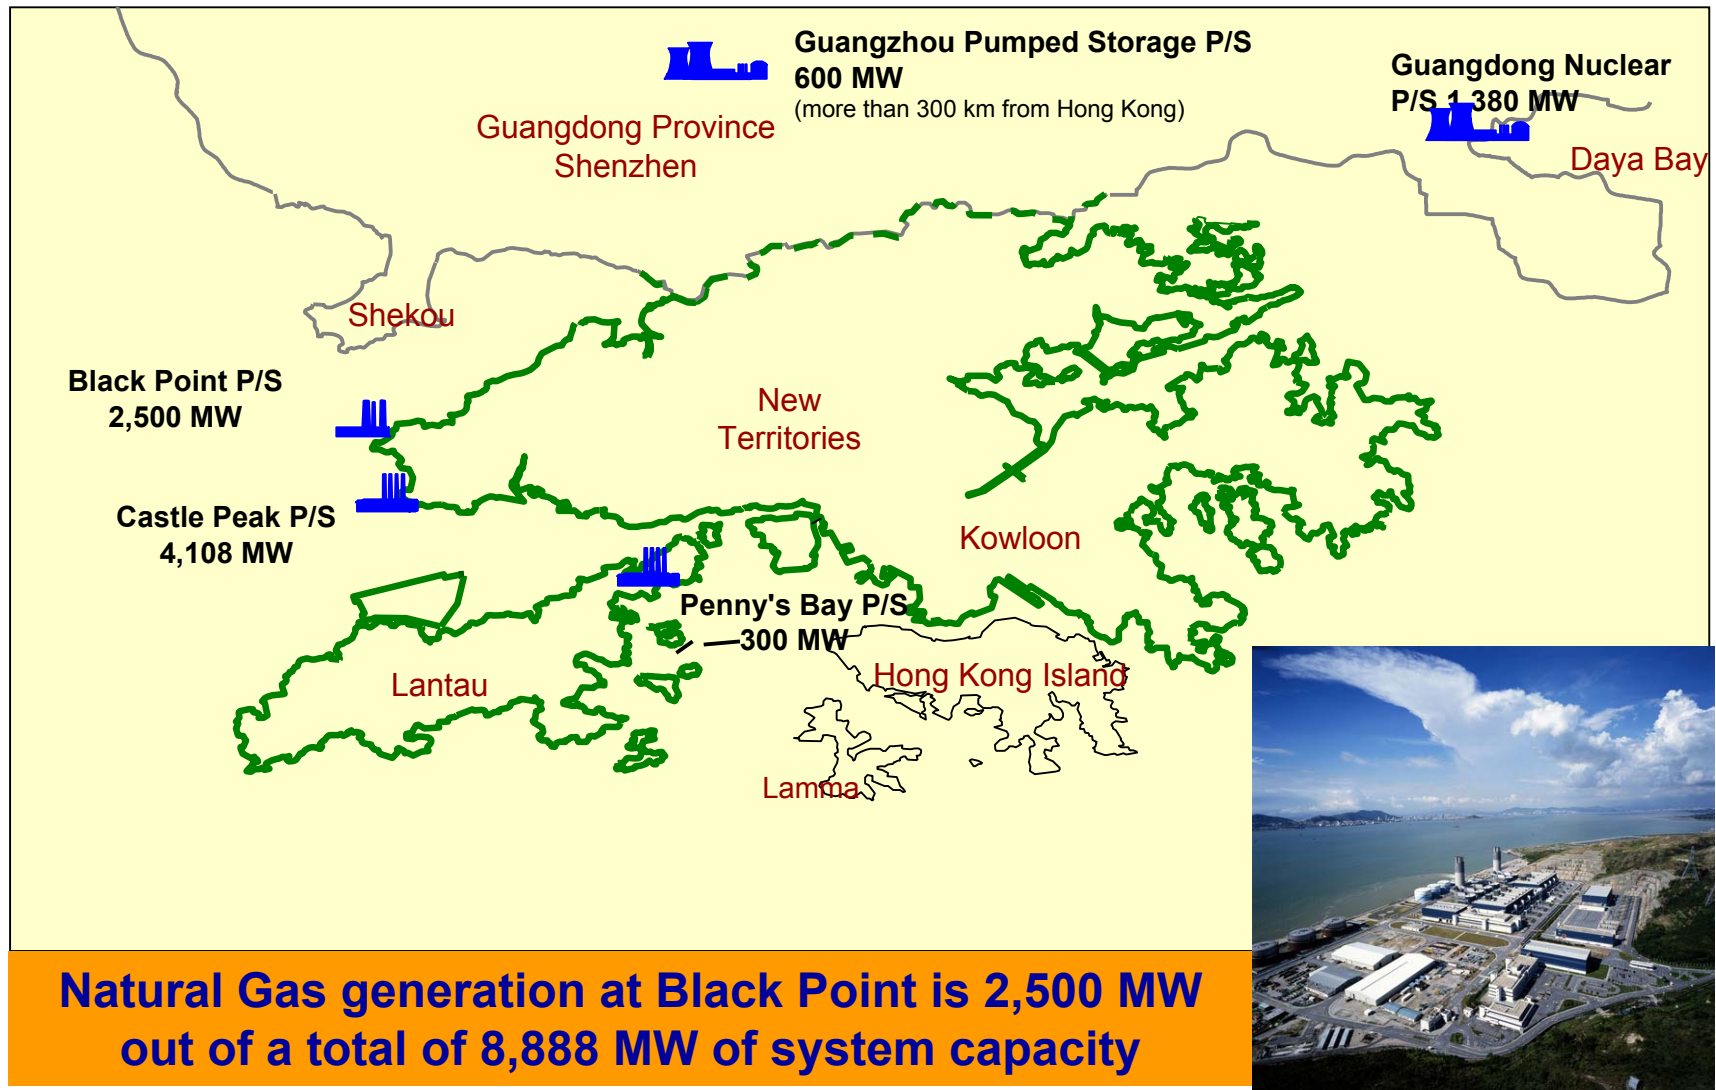 Guangzhou Pumped Storage P/S
600 MW
(more than 300 km from Hong Kong)
Guangdong Nuclear
P/S 1,380 MW
Guangdong Province
Shenzhen
Daya Bay
Shekou
Black Point P/S
2,500 MW
New
Territories
Castle Peak P/S
4,108 MW
Kowloon
Penny's Bay P/S
300 MW
Hong Kong Island
Lantau
Lamma
Natural Gas generation at Black Point is 2,500 MW
out of a total of 8,888 MW of system capacity